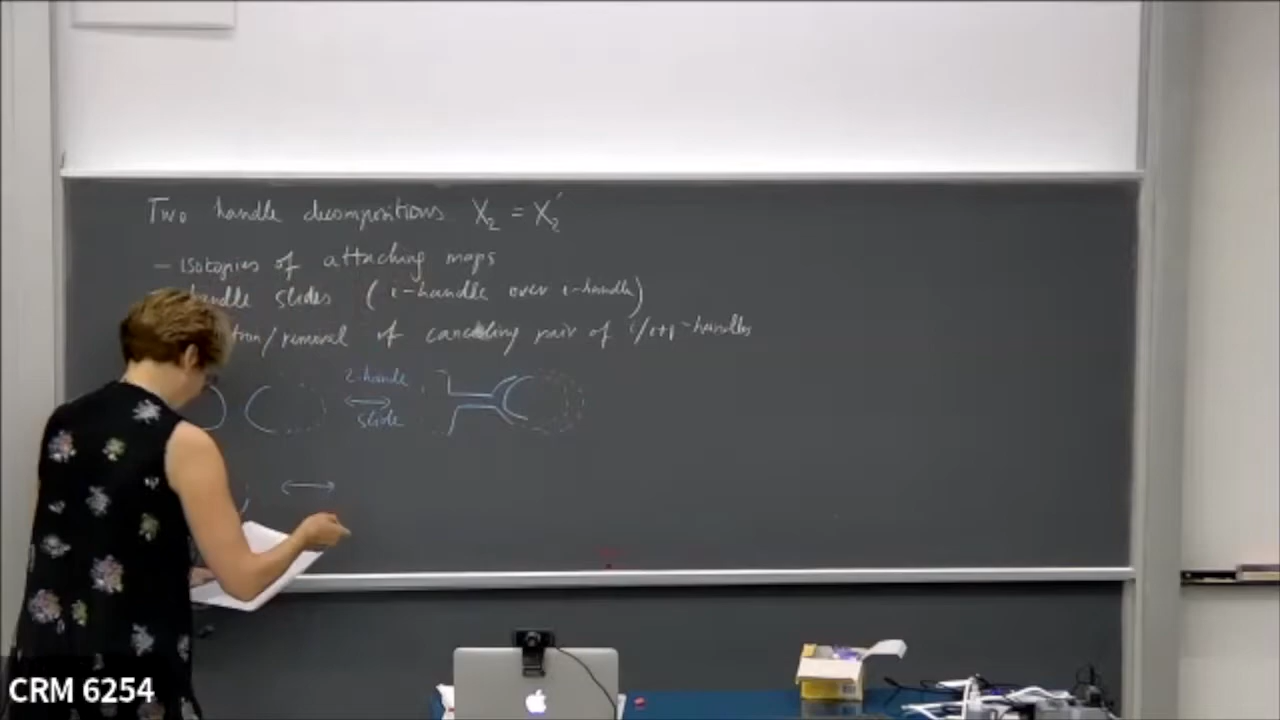 Two handle decompositions X₂ = X₂'
– isotopies of attaching maps
handle slides (i-handle over i-handle)
/removal of cancelling pair of i/i+1-handles
2-handle
slide
CRM 6254